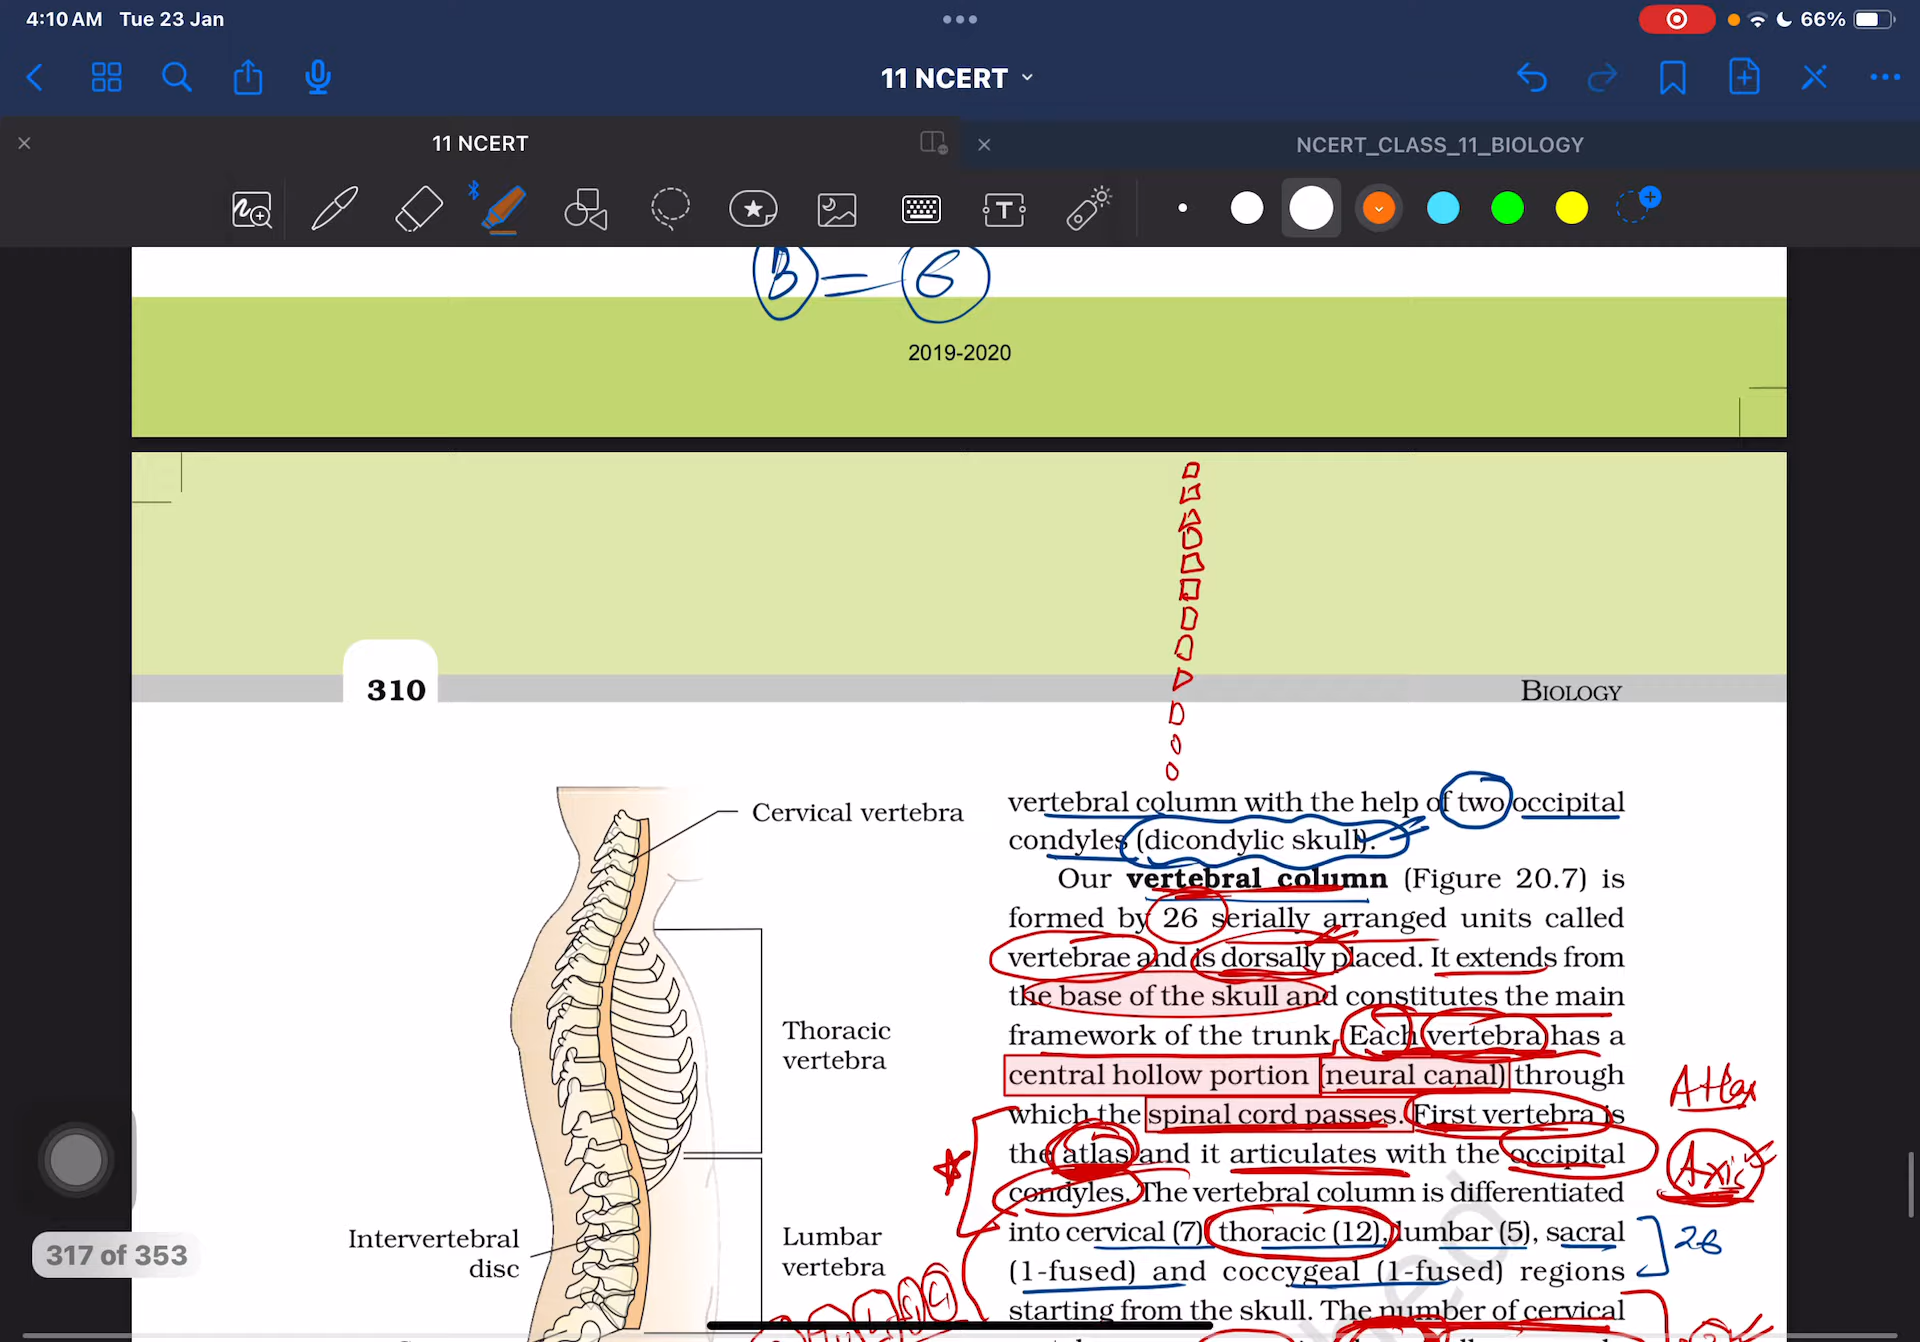 4:10 AM Tue 23 Jan
66%
11 NCERT
11 NCERT
NCERT_CLASS_11_BIOLOGY
B = 6
2019-2020
310
BIOLOGY
Cervical vertebra
Thoracic
vertebra
Intervertebral
disc
Lumbar
vertebra
vertebral column with the help of two occipital
condyles (dicondylic skull).
Our vertebral column (Figure 20.7) is
formed by 26 serially arranged units called
vertebrae and is dorsally placed. It extends from
the base of the skull and constitutes the main
framework of the trunk. Each vertebra has a
central hollow portion (neural canal) through
which the spinal cord passes. First vertebra is
the atlas and it articulates with the occipital
condyles. The vertebral column is differentiated
into cervical (7), thoracic (12), lumbar (5), sacral
(1-fused) and coccygeal (1-fused) regions
starting from the skull. The number of cervical
Atlas
Axis
26
317 of 353